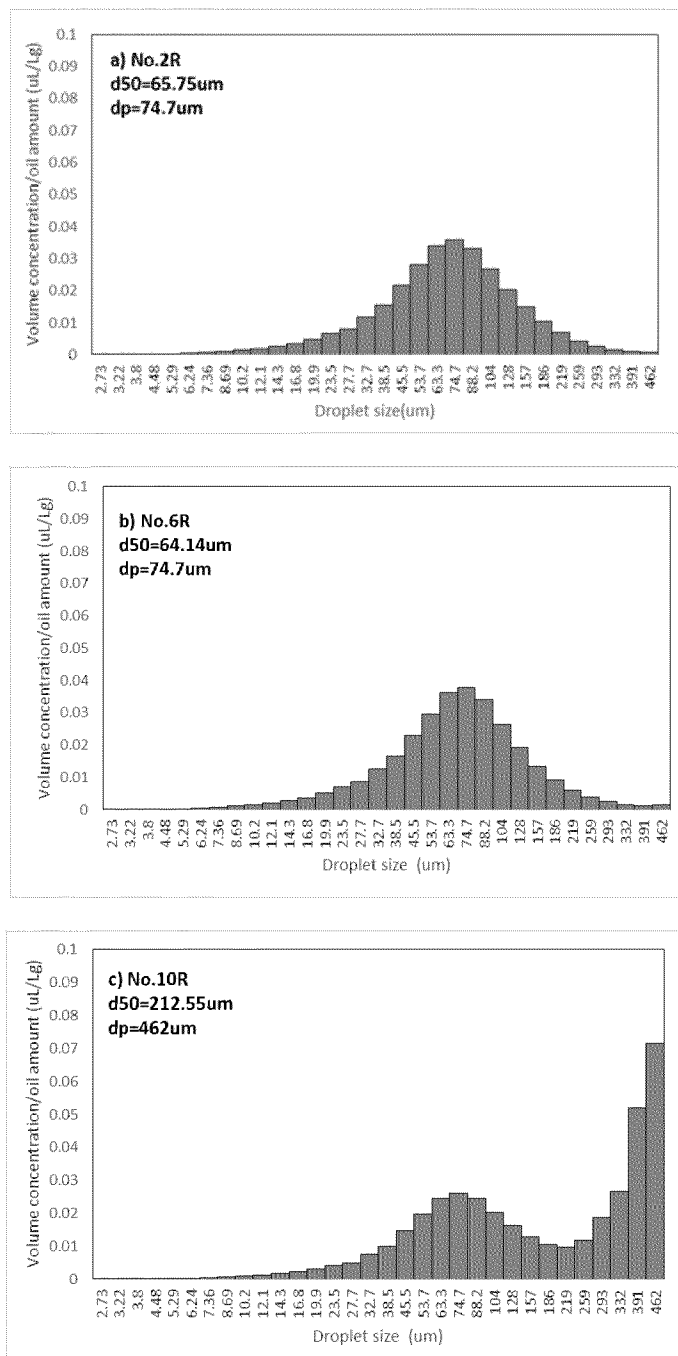 Volume concentration/oil amount (uL/Lg)
0.1
0.09
0.08
0.07
0.06
0.05
0.04
0.03
0.02
0.01
0
a) No.2R
d50=65.75um
dp=74.7um
2.73 3.22 3.8 4.48 5.29 6.24 7.36 8.69 10.2 12.1 14.3 16.8 19.9 23.5 27.7 32.7 38.5 45.5 53.7 63.3 74.7 88.2 104 128 157 186 219 259 293 332 391 462
Droplet size(um)
Volume concentration/oil amount (uL/Lg)
0.1
0.09
0.08
0.07
0.06
0.05
0.04
0.03
0.02
0.01
0
b) No.6R
d50=64.14um
dp=74.7um
2.73 3.22 3.8 4.48 5.29 6.24 7.36 8.69 10.2 12.1 14.3 16.8 19.9 23.5 27.7 32.7 38.5 45.5 53.7 63.3 74.7 88.2 104 128 157 186 219 259 293 332 391 462
Droplet size (um)
Volume concentration/oil amount (uL/Lg)
0.1
0.09
0.08
0.07
0.06
0.05
0.04
0.03
0.02
0.01
0
c) No.10R
d50=212.55um
dp=462um
2.73 3.22 3.8 4.48 5.29 6.24 7.36 8.69 10.2 12.1 14.3 16.8 19.9 23.5 27.7 32.7 38.5 45.5 53.7 63.3 74.7 88.2 104 128 157 186 219 259 293 332 391 462
Droplet size (um)